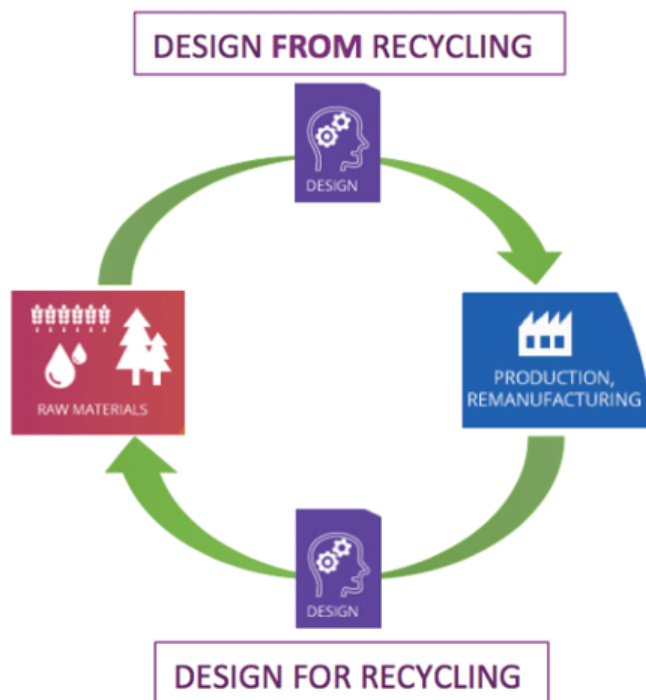 DESIGN FROM RECYCLING
DESIGN
RAW MATERIALS
PRODUCTION,
REMANUFACTURING
DESIGN
DESIGN FOR RECYCLING